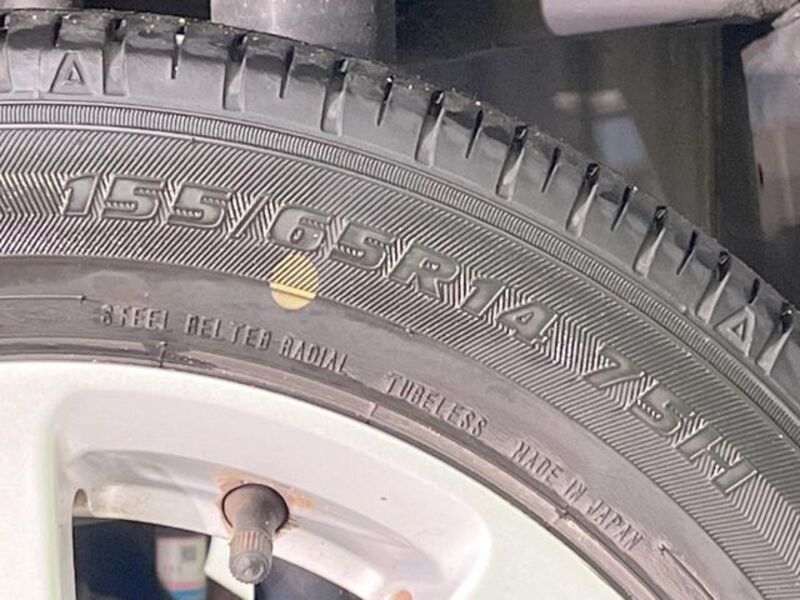 A
155/65R14 75H
A
STEEL BELTED RADIAL TUBELESS MADE IN JAPAN